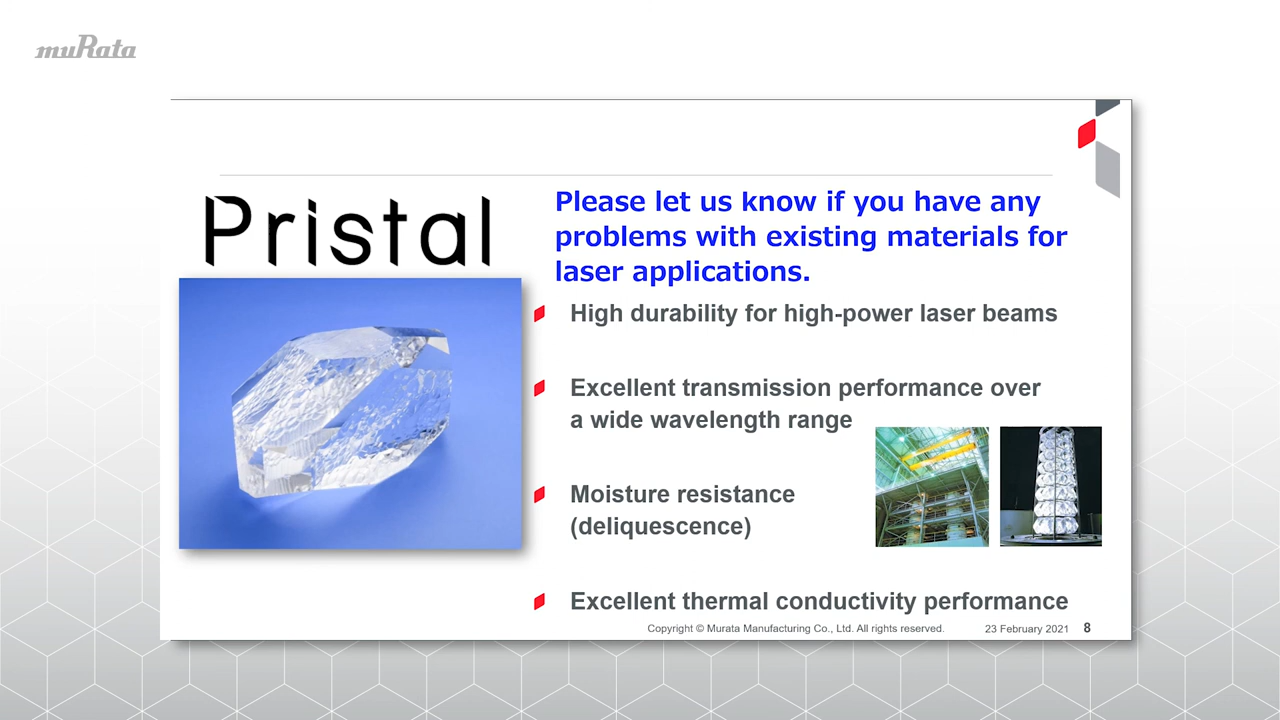 muRata
Pristal
Please let us know if you have any
problems with existing materials for
laser applications.
High durability for high-power laser beams
Excellent transmission performance over
a wide wavelength range
Moisture resistance
(deliquescence)
Excellent thermal conductivity performance
Copyright © Murata Manufacturing Co., Ltd. All rights reserved. 23 February 2021 8